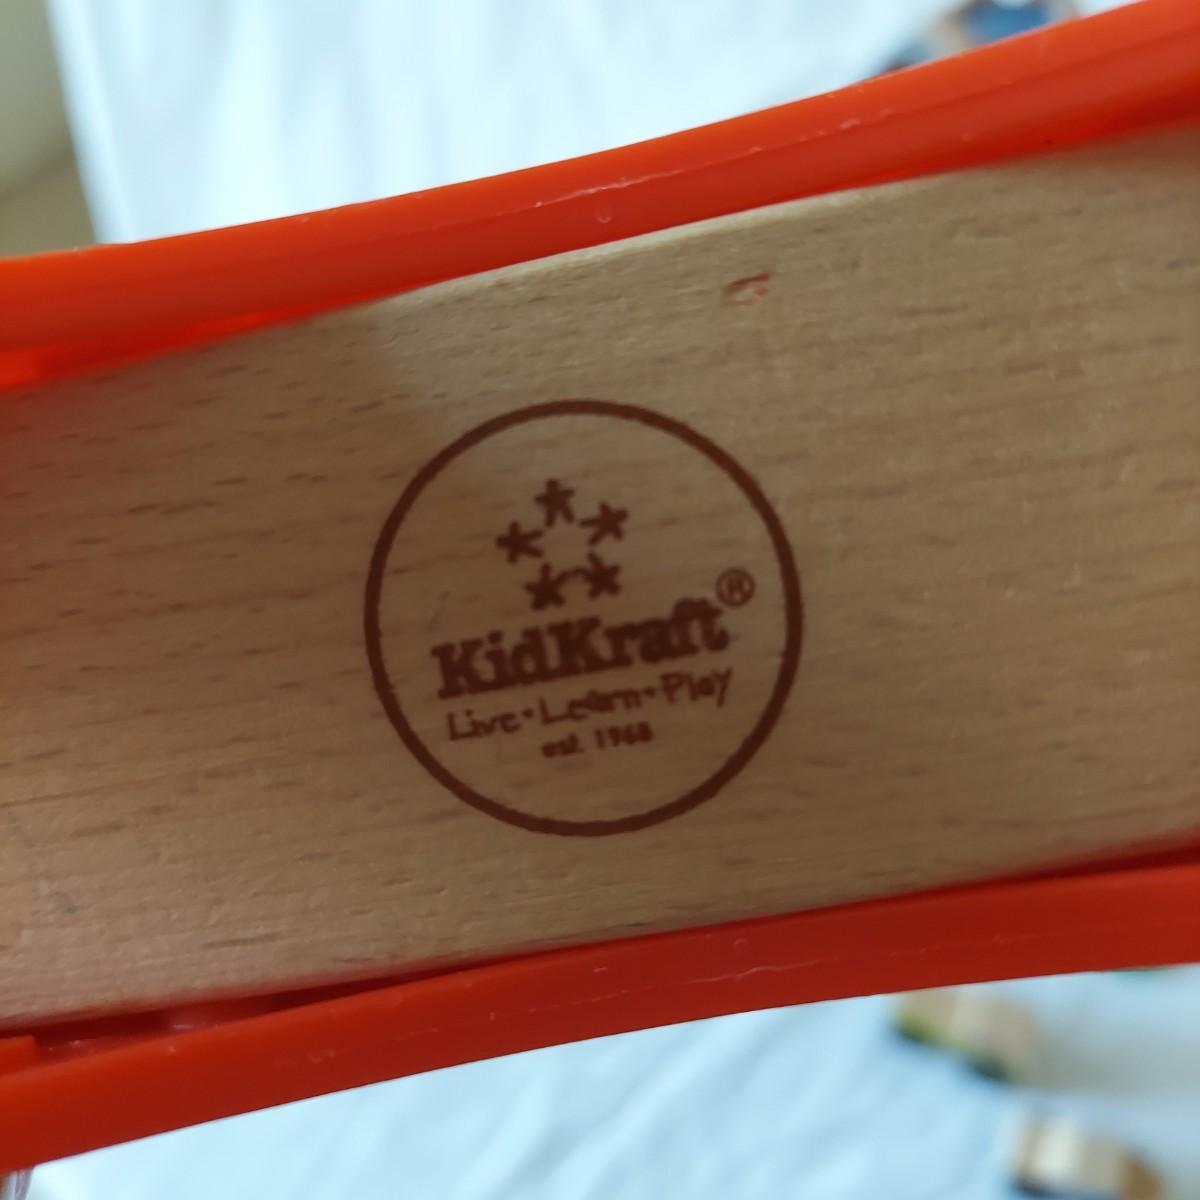 KidKraft®
Live • Learn • Play
est. 1968